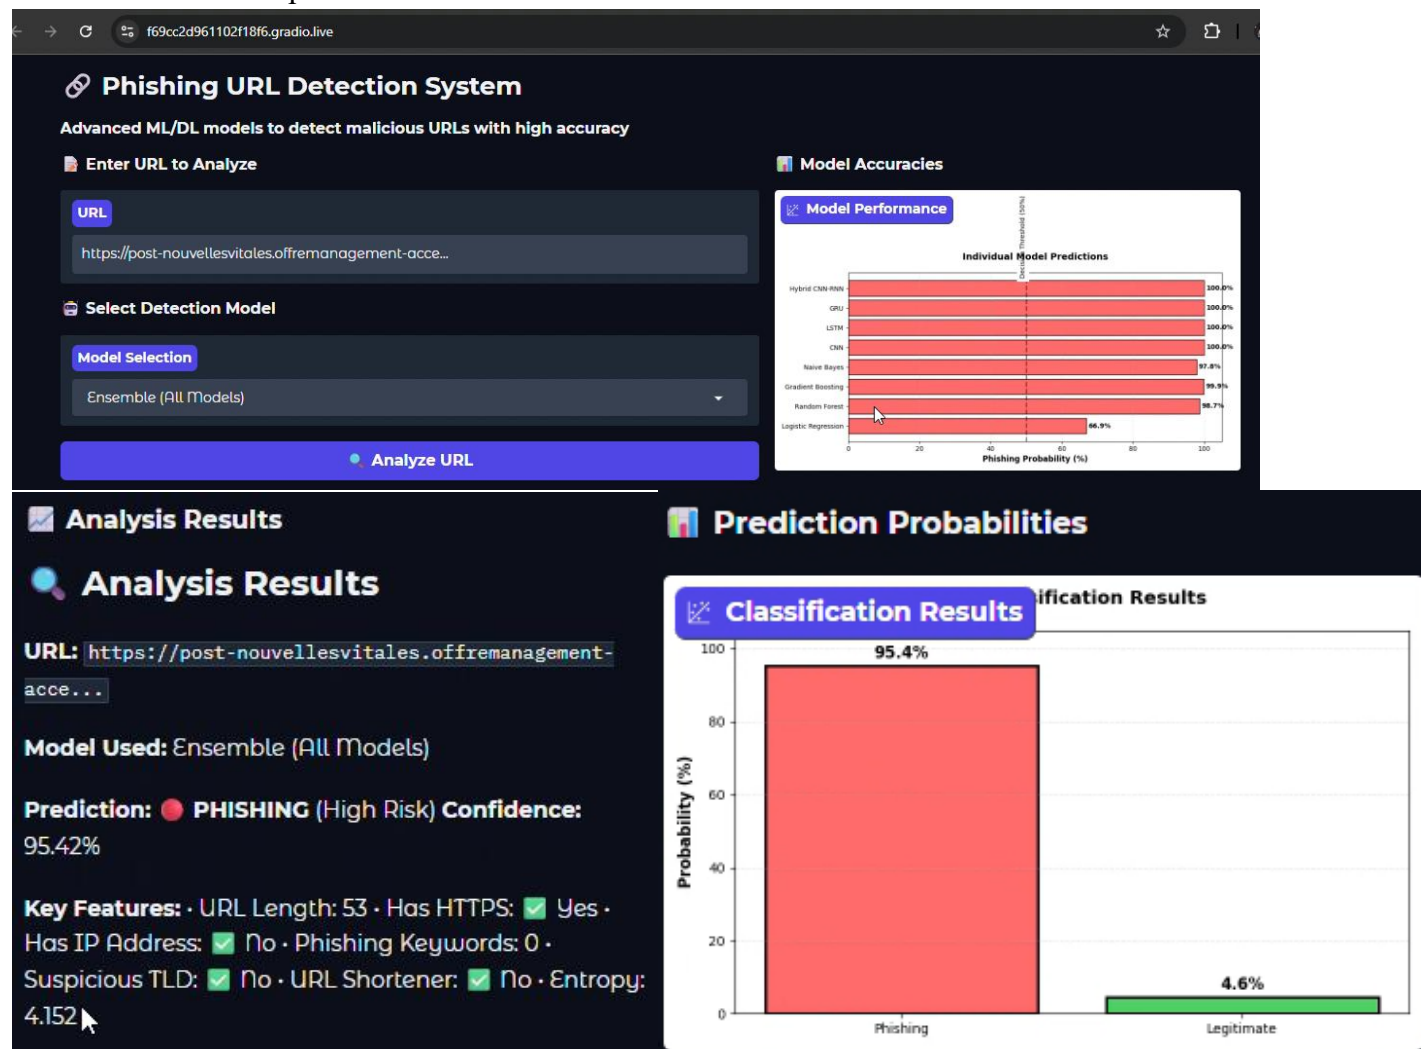 f69cc2d961102f18f6.gradio.live
Phishing URL Detection System
Advanced ML/DL models to detect malicious URLs with high accuracy
Enter URL to Analyze
URL
https://post-nouvellesvitales.offremanagement-acce...
Select Detection Model
Model Selection
Ensemble (All Models)
Analyze URL
Model Accuracies
Model Performance
Threshold (50%)
Individual Model Predictions
Hybrid CNN-RNN 100.0%
GRU 100.0%
LSTM 100.0%
CNN 100.0%
Naive Bayes 97.8%
Gradient Boosting 99.9%
Random Forest 98.7%
Logistic Regression 66.9%
0 20 40 60 80 100
Phishing Probability (%)
Analysis Results
Analysis Results
URL: https://post-nouvellesvitales.offremanagement-
acce...
Model Used: Ensemble (All Models)
Prediction: PHISHING (High Risk) Confidence:
95.42%
Key Features: · URL Length: 53 · Has HTTPS: ✅ Yes ·
Has IP Address: ✅ No · Phishing Keywords: 0 ·
Suspicious TLD: ✅ No · URL Shortener: ✅ No · Entropy:
4.152
Prediction Probabilities
Classification Results
ification Results
Probability (%)
100
80
60
40
20
0
95.4%
4.6%
Phishing Legitimate